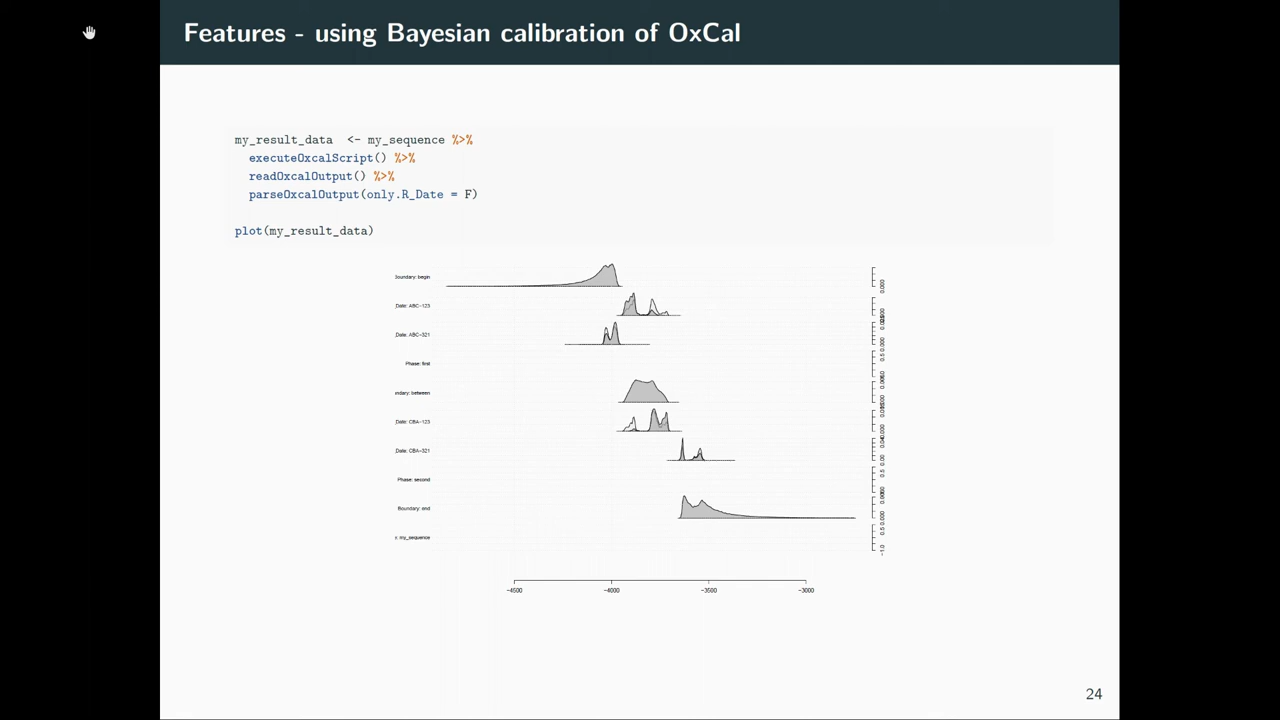 Features - using Bayesian calibration of OxCal
my_result_data <- my_sequence %>%
executeOxcalScript() %>%
readOxcalOutput() %>%
parseOxcalOutput(only.R_Date = F)
plot(my_result_data)
Boundary: begin
Date: ABC-123
Date: ABC-321
Phase: first
ndary: between
Date: CBA-123
Date: CBA-321
Phase: second
Boundary: end
e: my_sequence
-4500 -4000 -3500 -3000
24